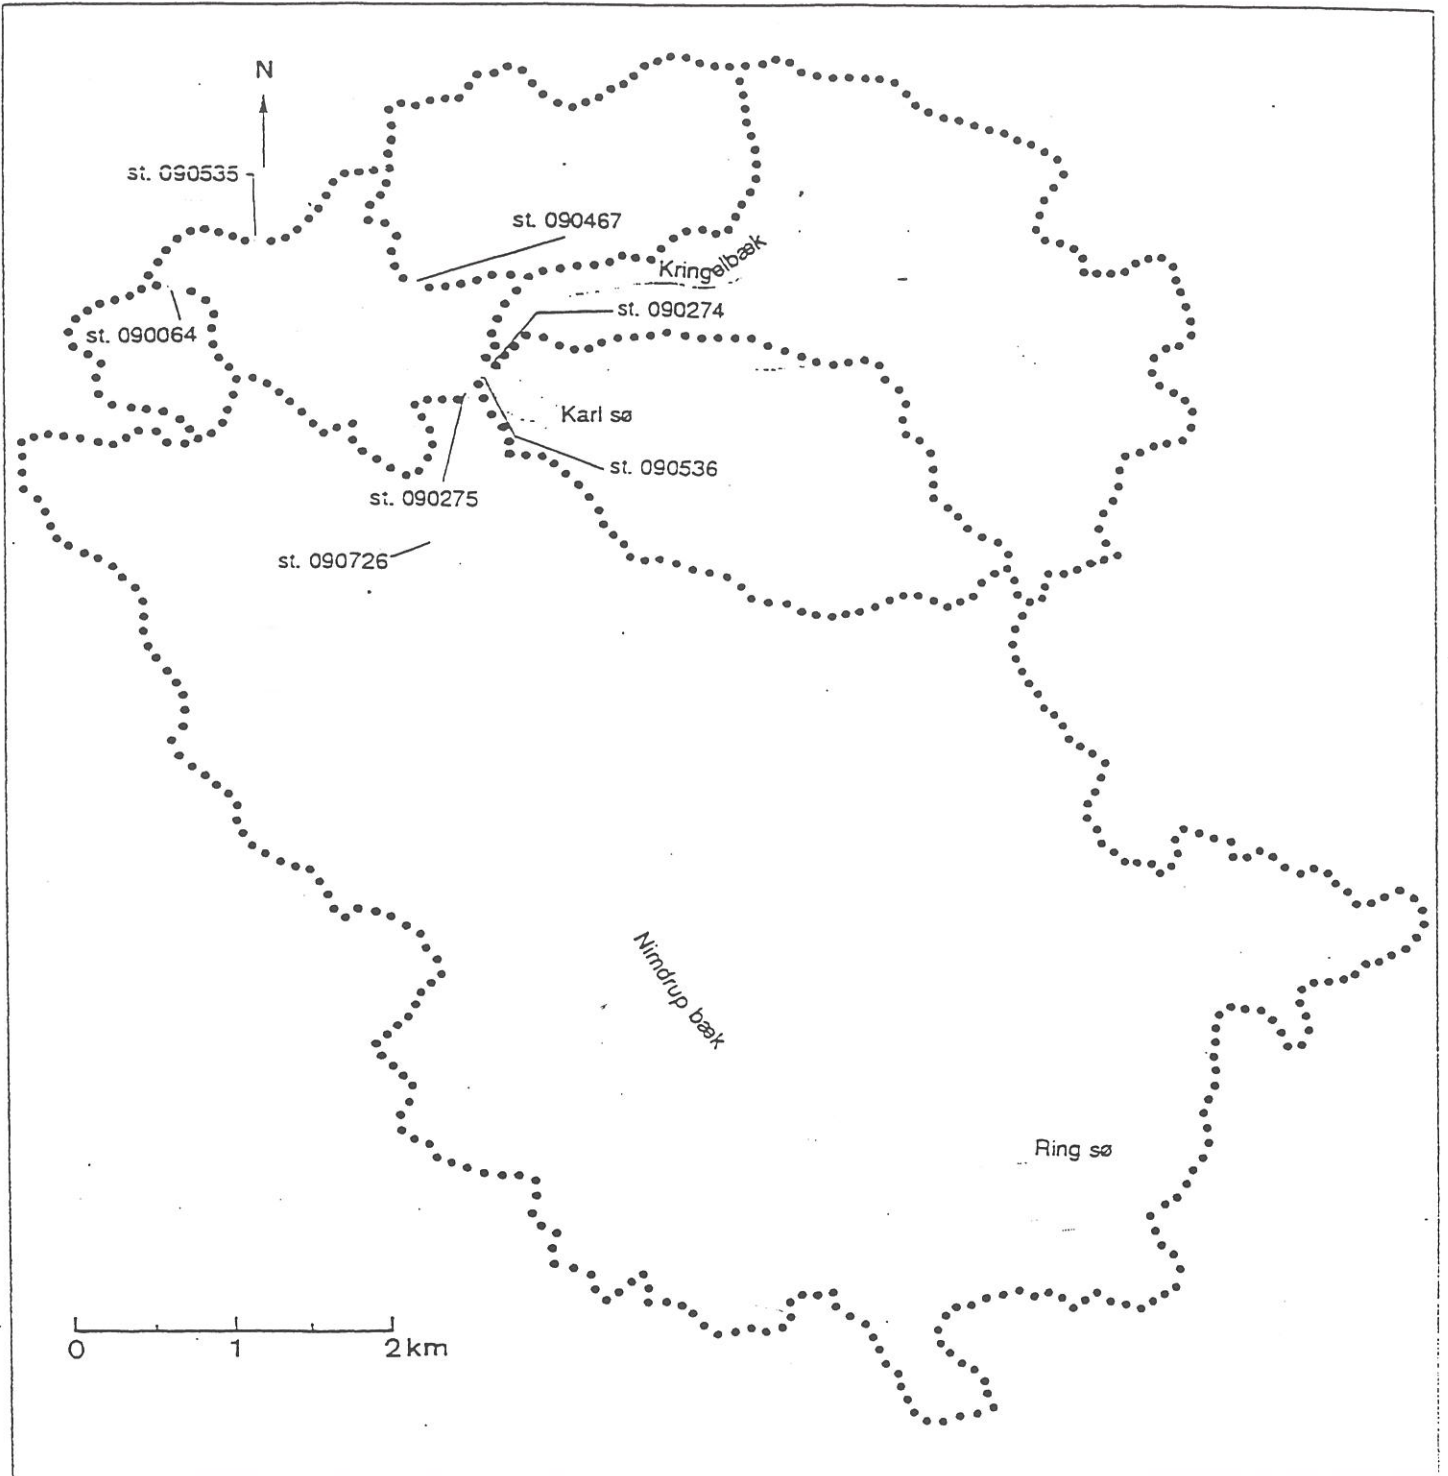 N
st. 090535
st. 090467
Kringelbæk
st. 090274
st. 090064
Karl sø
st. 090536
st. 090275
st. 090726
Nimdrup bæk
Ring sø
0 1 2 km